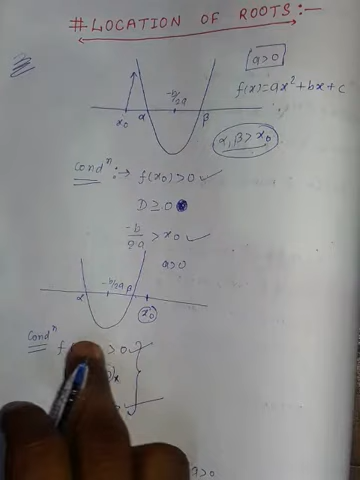 # LOCATION OF ROOTS:-
a>0
f(x)=ax²+bx+c
-b/2a
x₀ α β
α,β > x₀
Condⁿ:→ f(x₀)>0 ✓
D ≥ 0
-b/2a > x₀ ✓
-b/2a
α β
a>0
x₀
Condⁿ f >0
a>0